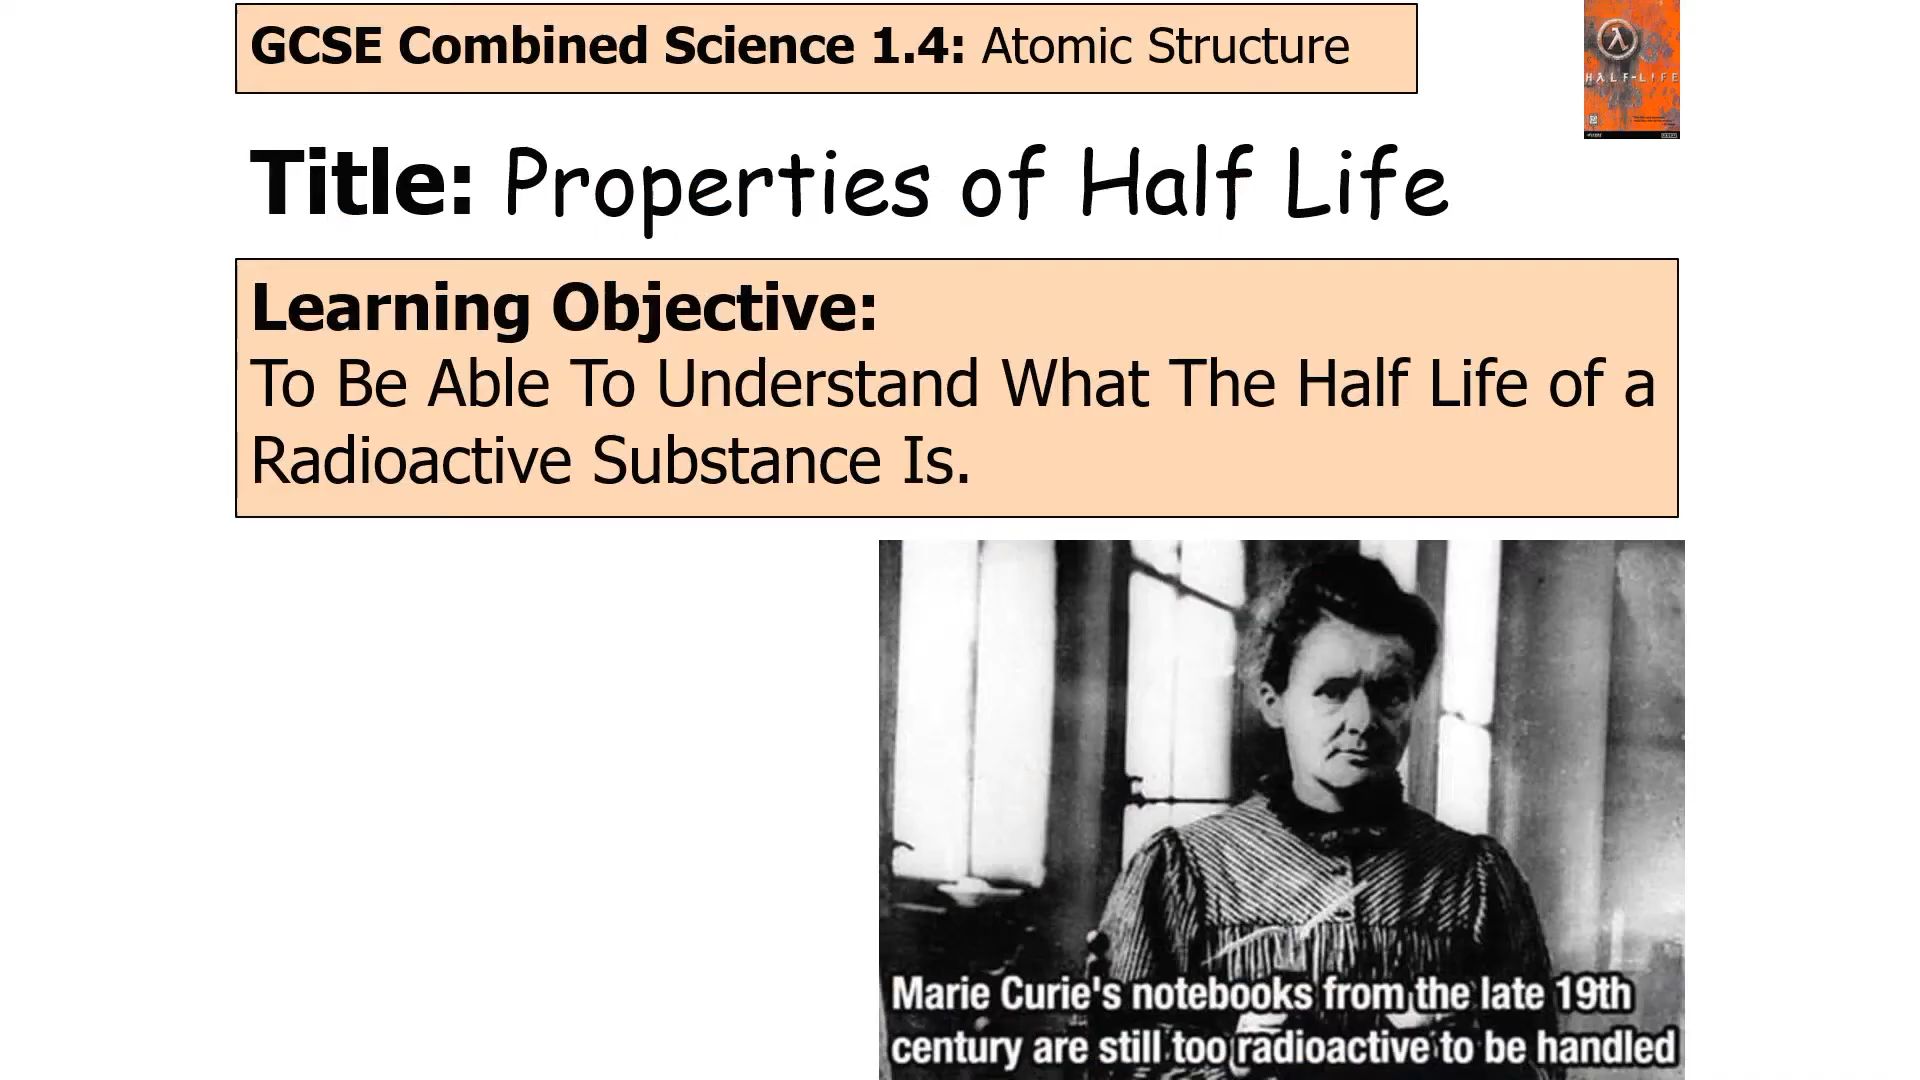 GCSE Combined Science 1.4: Atomic Structure
HALF-LIFE
Title: Properties of Half Life
Learning Objective:
To Be Able To Understand What The Half Life of a
Radioactive Substance Is.
Marie Curie's notebooks from the late 19th
century are still too radioactive to be handled